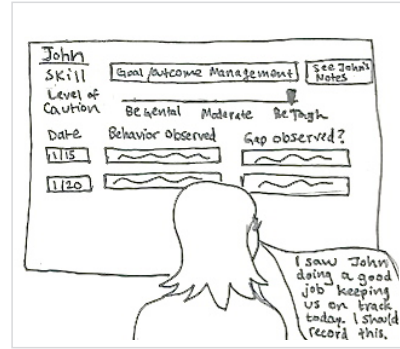 John
Skill Goal/outcome Management See John's
Notes
Level of
Caution Be Gental Moderate Be Tough
Date Behavior Observed Gap observed?
1/15
1/20
I saw John
doing a good
job keeping
us on track
today. I should
record this.